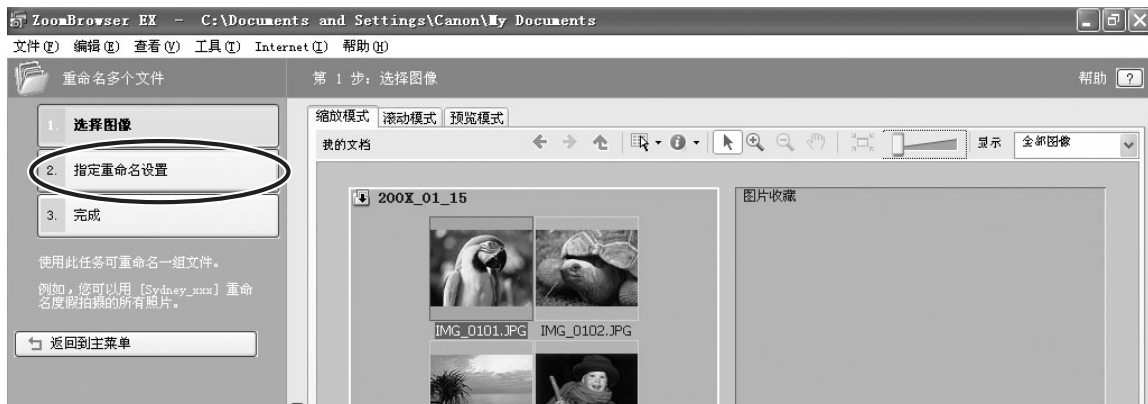 ZoomBrowser EX - C:\Documents and Settings\Canon\My Documents
文件(F) 编辑(E) 查看(V) 工具(T) Internet(I) 帮助(H)
重命名多个文件
第 1 步: 选择图像
帮助 ?
1. 选择图像
2. 指定重命名设置
3. 完成
使用此任务可重命名一组文件。
例如，您可以用 [Sydney_xxx] 重命
名度假拍摄的所有照片。
返回到主菜单
缩放模式 滚动模式 预览模式
我的文档
显示 全部图像
200X_01_15
图片收藏
IMG_0101.JPG IMG_0102.JPG